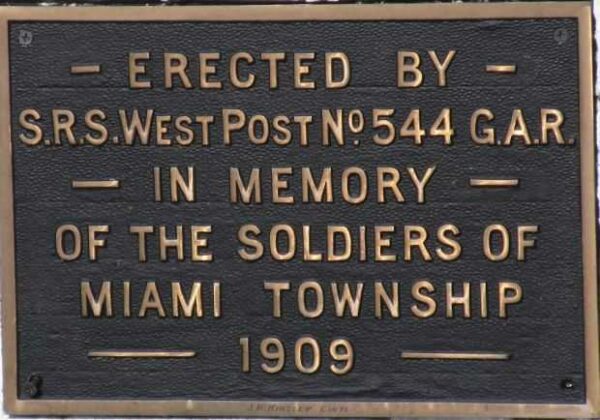 — ERECTED BY —
S.R.S. WEST POST NO 544 G.A.R.
— IN MEMORY —
OF THE SOLDIERS OF
MIAMI TOWNSHIP
— 1909 —